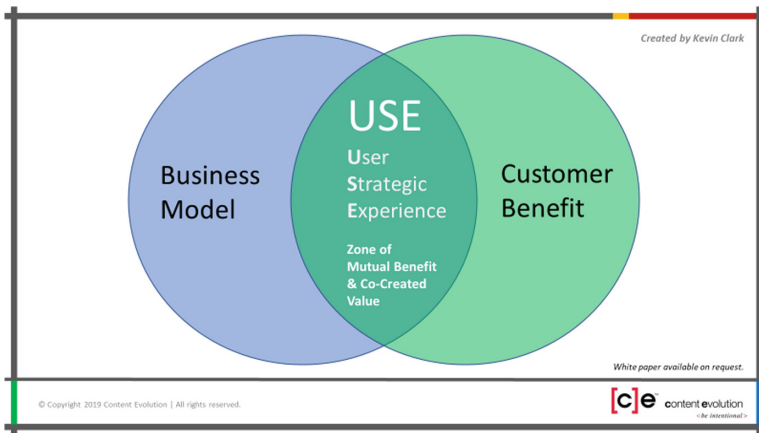 Created by Kevin Clark
Business
Model
USE
User
Strategic
Experience
Zone of
Mutual Benefit
& Co-Created
Value
Customer
Benefit
White paper available on request.
© Copyright 2019 Content Evolution | All rights reserved.
[c]e content evolution
<be intentional>